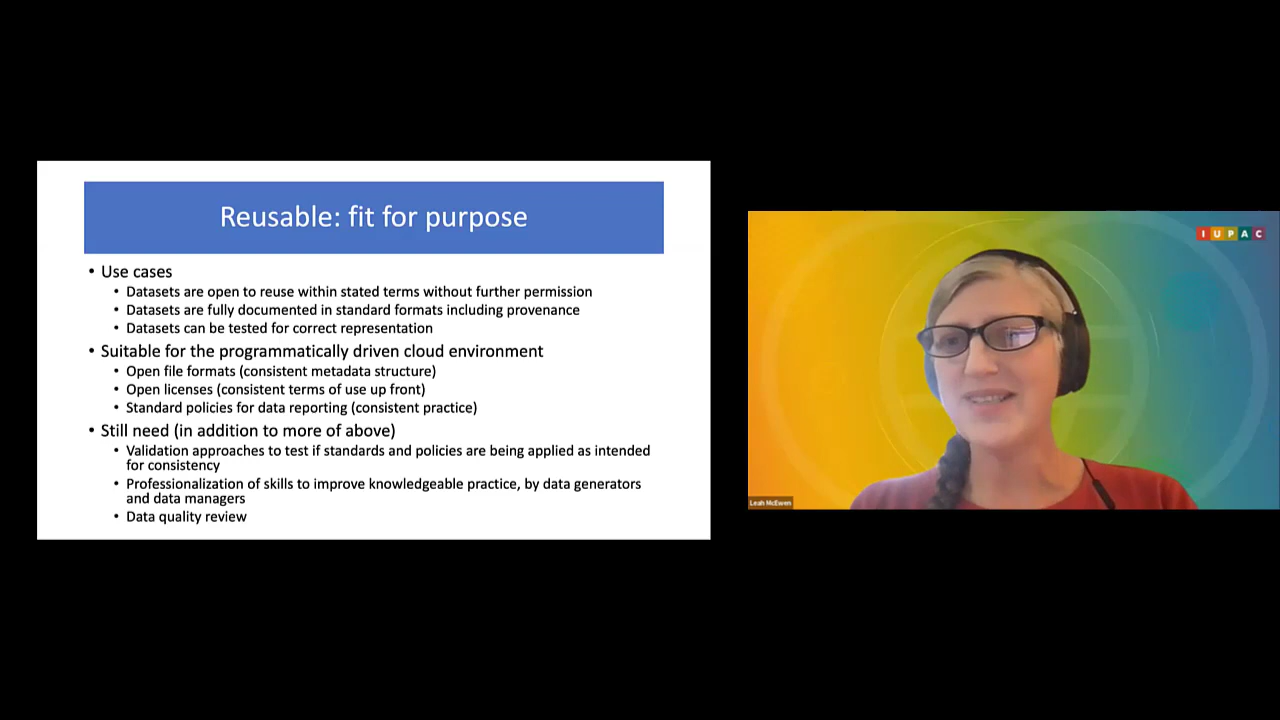 Reusable: fit for purpose
• Use cases
• Datasets are open to reuse within stated terms without further permission
• Datasets are fully documented in standard formats including provenance
• Datasets can be tested for correct representation
• Suitable for the programmatically driven cloud environment
• Open file formats (consistent metadata structure)
• Open licenses (consistent terms of use up front)
• Standard policies for data reporting (consistent practice)
• Still need (in addition to more of above)
• Validation approaches to test if standards and policies are being applied as intended
for consistency
• Professionalization of skills to improve knowledgeable practice, by data generators
and data managers
• Data quality review
IUPAC
Leah McEwen